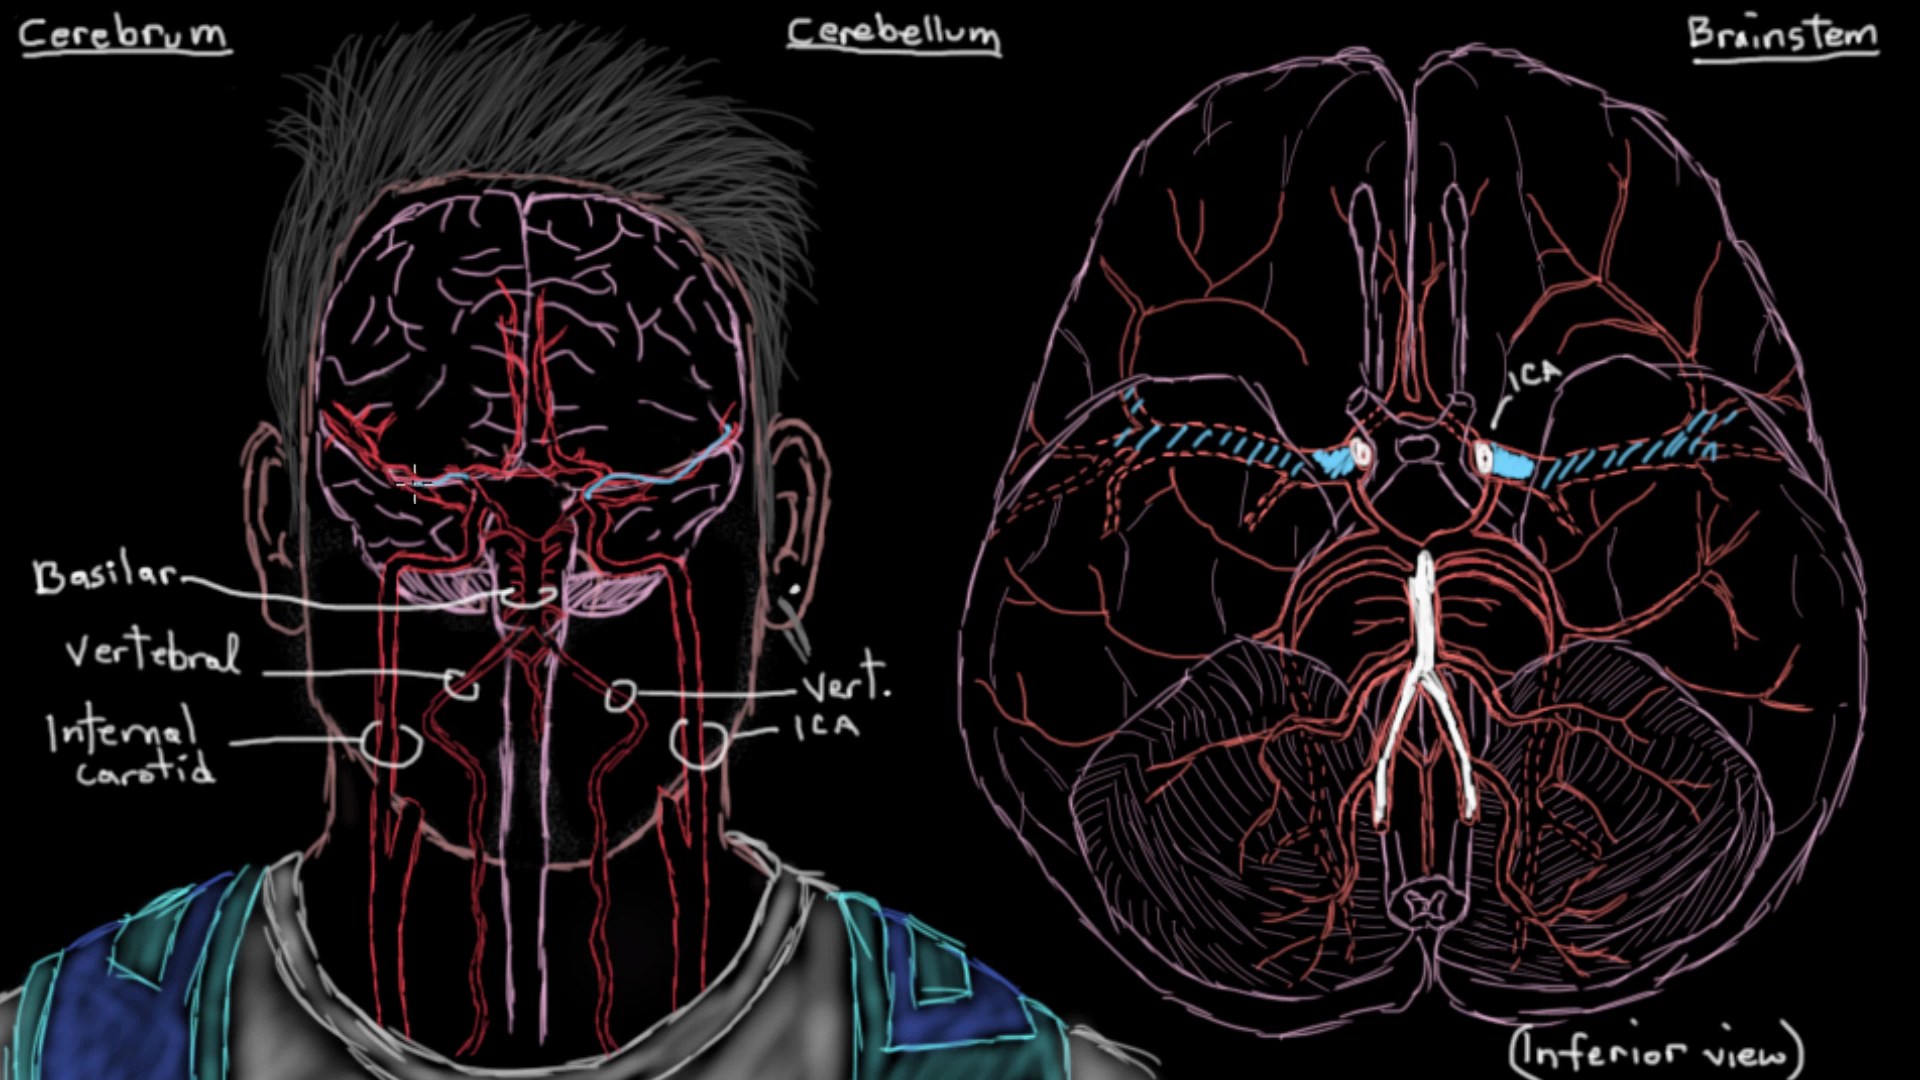 Cerebrum
Cerebellum
Brainstem
ICA
Basilar
Vertebral
Vert.
Internal
carotid
ICA
(Inferior view)